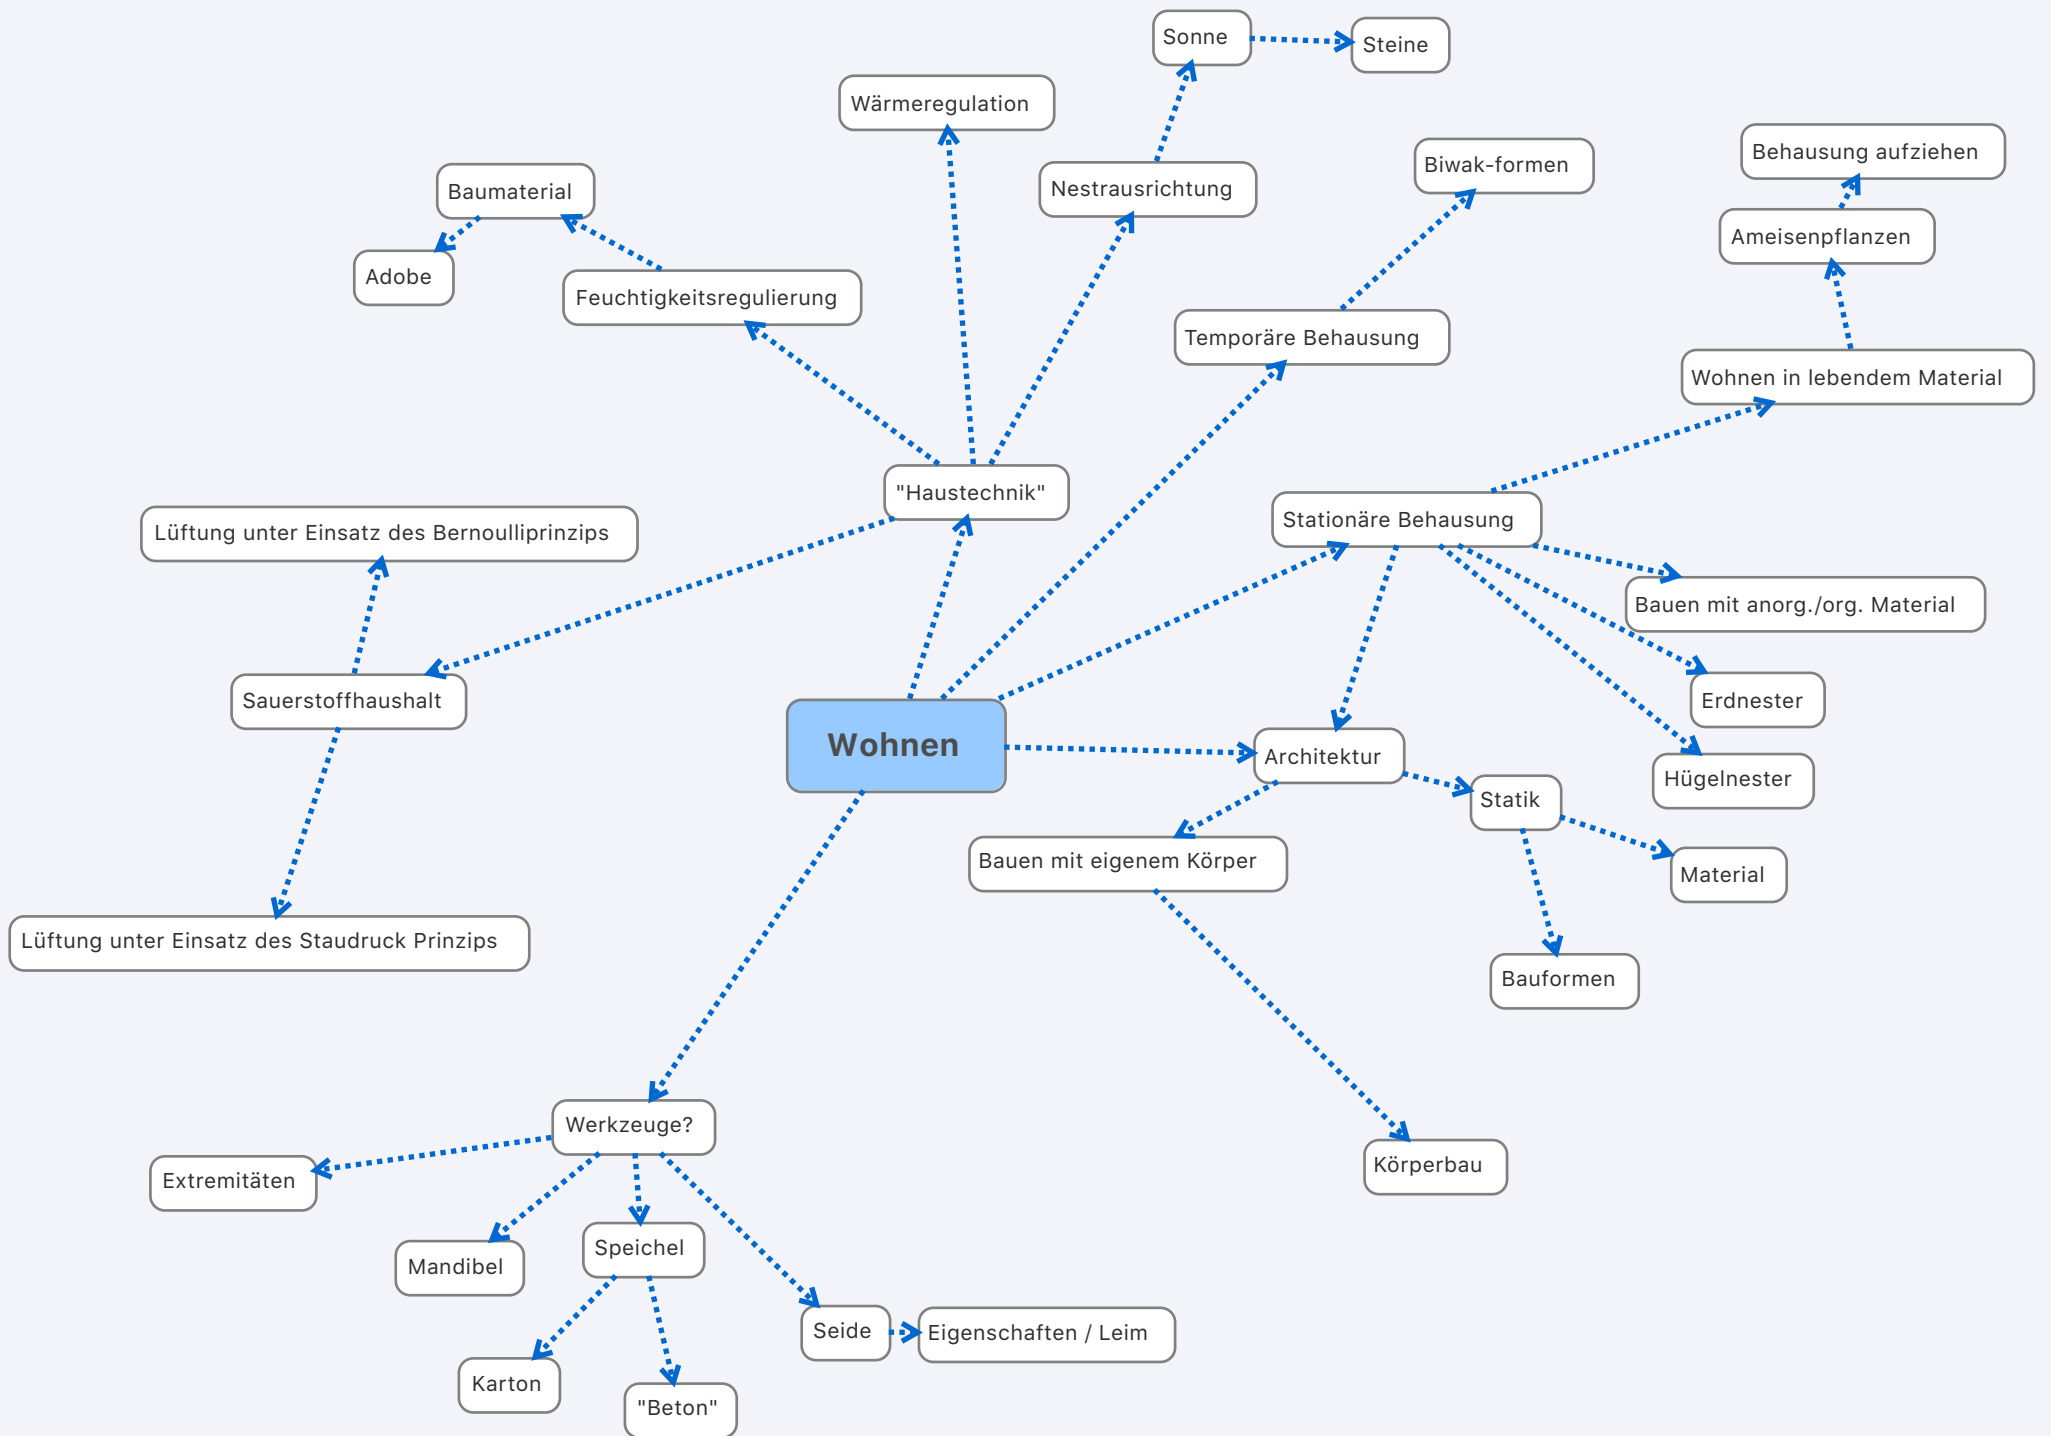 Sonne
Steine
Wärmeregulation
Behausung aufziehen
Biwak-formen
Baumaterial
Nestrausrichtung
Ameisenpflanzen
Adobe
Feuchtigkeitsregulierung
Temporäre Behausung
Wohnen in lebendem Material
"Haustechnik"
Stationäre Behausung
Lüftung unter Einsatz des Bernoulliprinzips
Bauen mit anorg./org. Material
Sauerstoffhaushalt
Erdnester
Wohnen
Architektur
Hügelnester
Statik
Bauen mit eigenem Körper
Material
Lüftung unter Einsatz des Staudruck Prinzips
Bauformen
Werkzeuge?
Körperbau
Extremitäten
Speichel
Mandibel
Seide
Eigenschaften / Leim
Karton
"Beton"